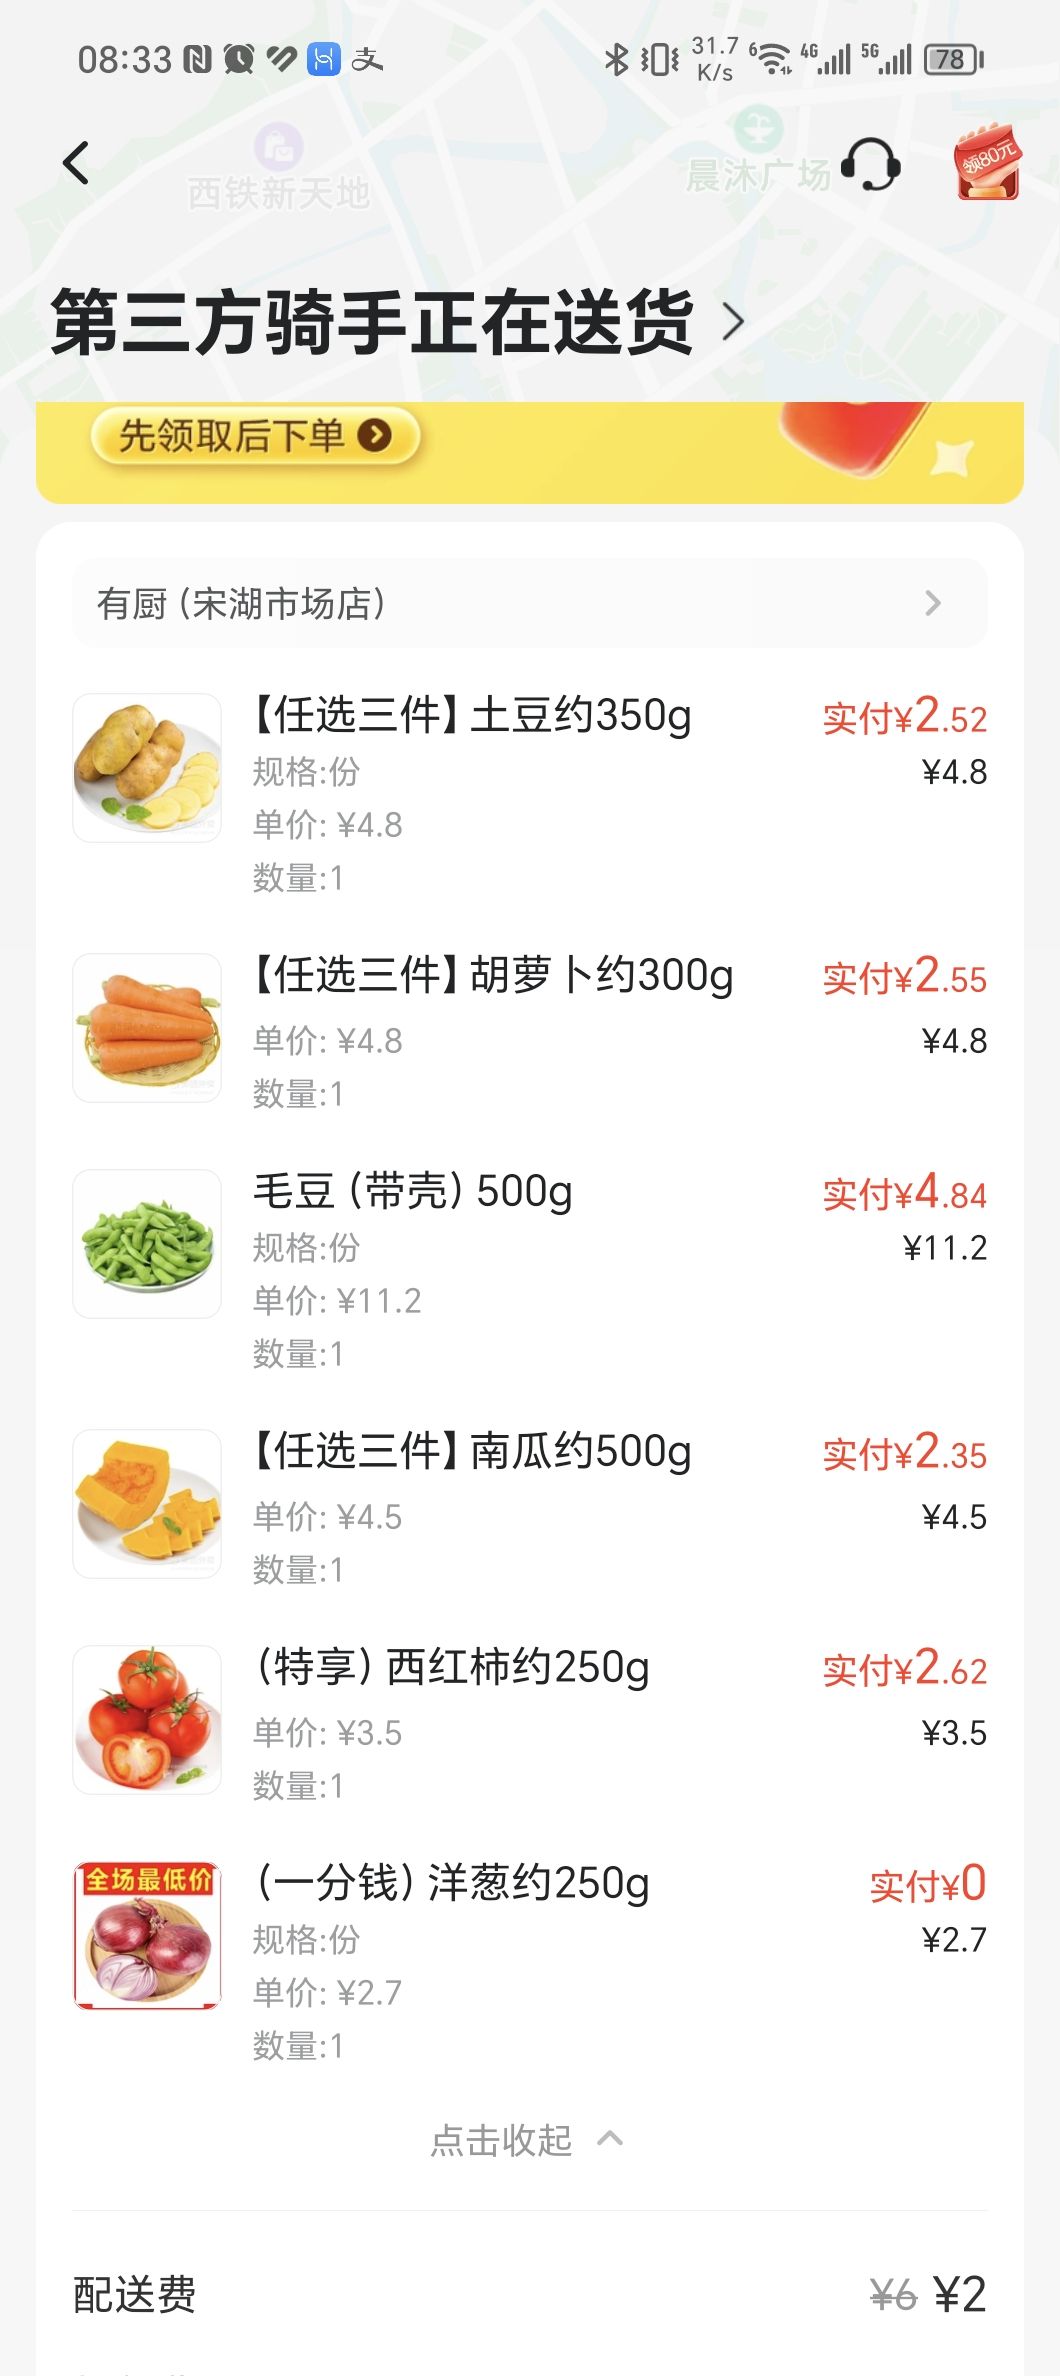 08:33
31.7 K/s
6
4G
5G
78
西铁新天地
晨沐广场
领80元
第三方骑手正在送货
先领取后下单
有厨（宋湖市场店）
【任选三件】土豆约350g
实付¥2.52
规格:份
¥4.8
单价: ¥4.8
数量:1
【任选三件】胡萝卜约300g
实付¥2.55
单价: ¥4.8
¥4.8
数量:1
毛豆（带壳）500g
实付¥4.84
规格:份
¥11.2
单价: ¥11.2
数量:1
【任选三件】南瓜约500g
实付¥2.35
单价: ¥4.5
¥4.5
数量:1
（特享）西红柿约250g
实付¥2.62
单价: ¥3.5
¥3.5
数量:1
全场最低价
（一分钱）洋葱约250g
实付¥0
规格:份
¥2.7
单价: ¥2.7
数量:1
点击收起
配送费
¥6 ¥2